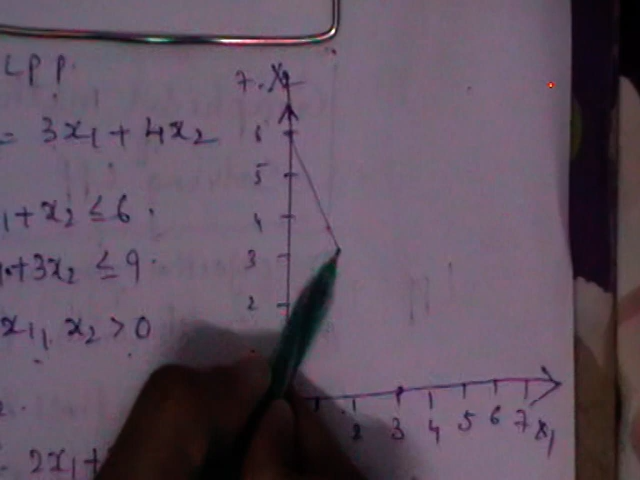 LPP.
= 3x₁ + 4x₂
₁ + x₂ ≤ 6.
+ 3x₂ ≤ 9.
x₁, x₂ > 0
2.
= 2x₁ +
7. X₂
6
5
4
3
2
2 3 4 5 6 7 X₁